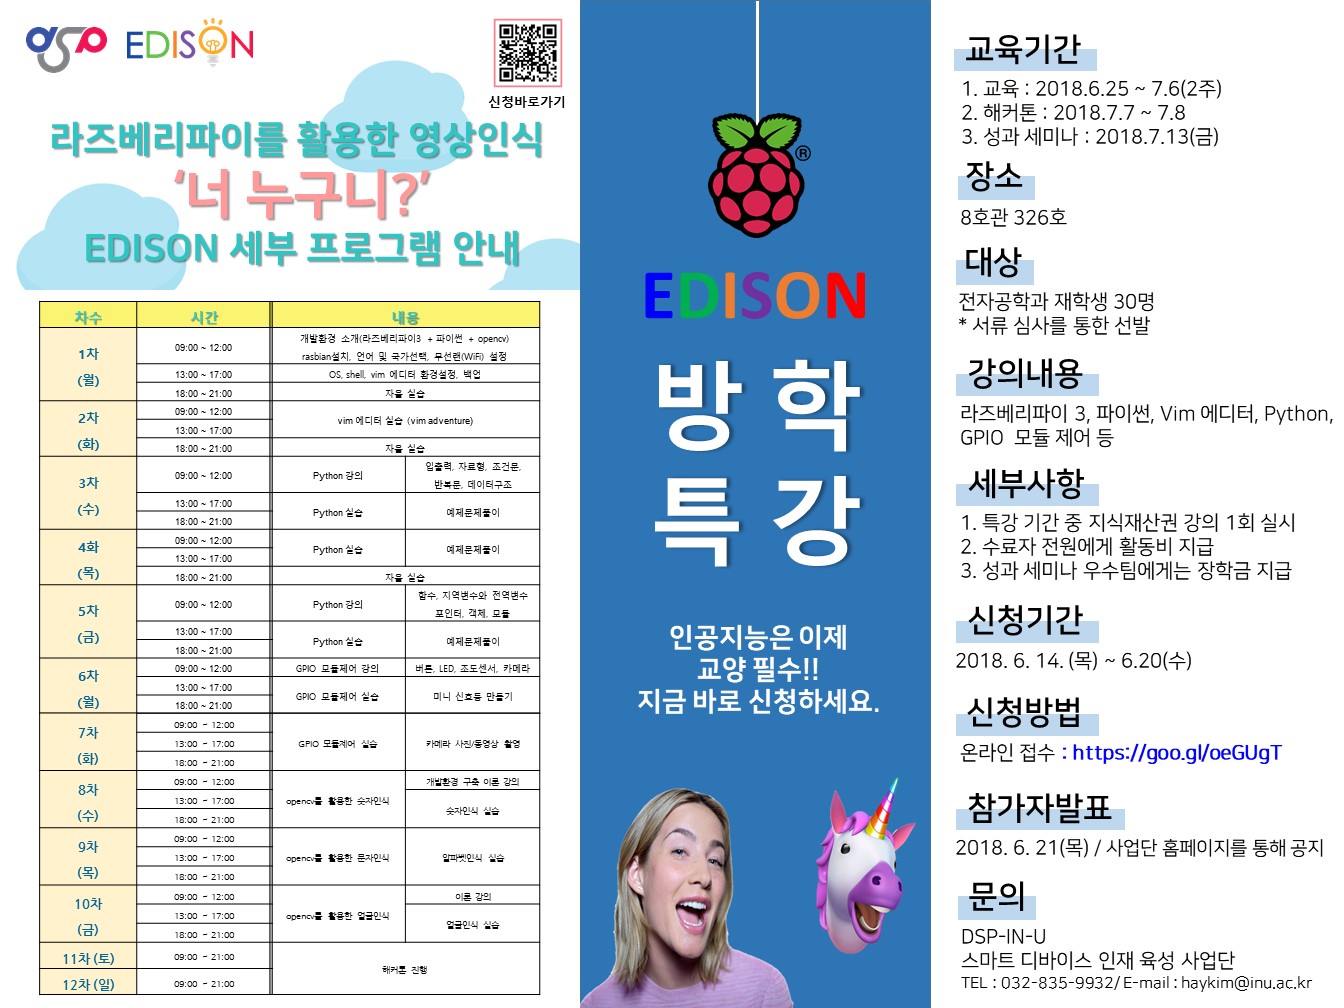 EDISON
신청바로가기
라즈베리파이를 활용한 영상인식
‘너 누구니?’
EDISON 세부 프로그램 안내
차수 시간 내용
1차
(월)
09:00 ~ 12:00
개발환경 소개(라즈베리파이3 + 파이썬 + opencv)
rasbian설치, 언어 및 국가선택, 무선랜(WiFi) 설정
13:00 ~ 17:00 OS, shell, vim 에디터 환경설정, 백업
18:00 ~ 21:00 자율 실습
2차
(화)
09:00 ~ 12:00
13:00 ~ 17:00
vim 에디터 실습 (vim adventure)
18:00 ~ 21:00 자율 실습
3차
(수)
09:00 ~ 12:00 Python 강의
입출력, 자료형, 조건문,
반복문, 데이터구조
13:00 ~ 17:00
18:00 ~ 21:00
Python 실습 예제문제풀이
4화
(목)
09:00 ~ 12:00
13:00 ~ 17:00
Python 실습 예제문제풀이
18:00 ~ 21:00 자율 실습
5차
(금)
09:00 ~ 12:00 Python 강의
함수, 지역변수와 전역변수
포인터, 객체, 모듈
13:00 ~ 17:00
18:00 ~ 21:00
Python 실습 예제문제풀이
6차
(월)
09:00 ~ 12:00 GPIO 모듈제어 강의 버튼, LED, 조도센서, 카메라
13:00 ~ 17:00
18:00 ~ 21:00
GPIO 모듈제어 실습 미니 신호등 만들기
7차
(화)
09:00 ~ 12:00
13:00 ~ 17:00
18:00 ~ 21:00
GPIO 모듈제어 실습 카메라 사진/동영상 촬영
8차
(수)
09:00 ~ 12:00
13:00 ~ 17:00
18:00 ~ 21:00
opencv를 활용한 숫자인식
개발환경 구축 이론 강의
숫자인식 실습
9차
(목)
09:00 ~ 12:00
13:00 ~ 17:00
18:00 ~ 21:00
opencv를 활용한 문자인식 알파벳인식 실습
10차
(금)
09:00 ~ 12:00
13:00 ~ 17:00
18:00 ~ 21:00
opencv를 활용한 얼굴인식
이론 강의
얼굴인식 실습
11차 (토) 09:00 ~ 21:00
12차 (일) 09:00 ~ 21:00
해커톤 진행
®
EDISON
방 학
특 강
인공지능은 이제
교양 필수!!
지금 바로 신청하세요.
교육기간
1. 교육 : 2018.6.25 ~ 7.6(2주)
2. 해커톤 : 2018.7.7 ~ 7.8
3. 성과 세미나 : 2018.7.13(금)
장소
8호관 326호
대상
전자공학과 재학생 30명
* 서류 심사를 통한 선발
강의내용
라즈베리파이 3, 파이썬, Vim 에디터, Python,
GPIO 모듈 제어 등
세부사항
1. 특강 기간 중 지식재산권 강의 1회 실시
2. 수료자 전원에게 활동비 지급
3. 성과 세미나 우수팀에게는 장학금 지급
신청기간
2018. 6. 14. (목) ~ 6.20(수)
신청방법
온라인 접수 : https://goo.gl/oeGUgT
참가자발표
2018. 6. 21(목) / 사업단 홈페이지를 통해 공지
문의
DSP-IN-U
스마트 디바이스 인재 육성 사업단
TEL : 032-835-9932/ E-mail : haykim@inu.ac.kr